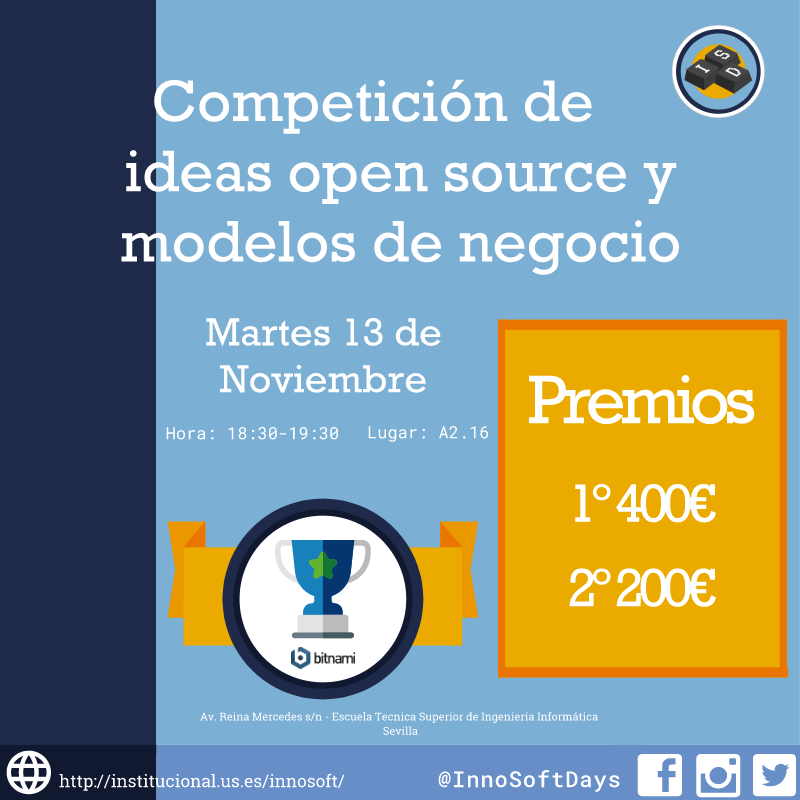 I S D
Competición de
ideas open source y
modelos de negocio
Martes 13 de
Noviembre
Hora: 18:30-19:30 Lugar: A2.16
Premios
1º 400€
2º 200€
bitnami
Av. Reina Mercedes s/n - Escuela Tecnica Superior de Ingeniería Informática
Sevilla
http://institucional.us.es/innosoft/
@InnoSoftDays